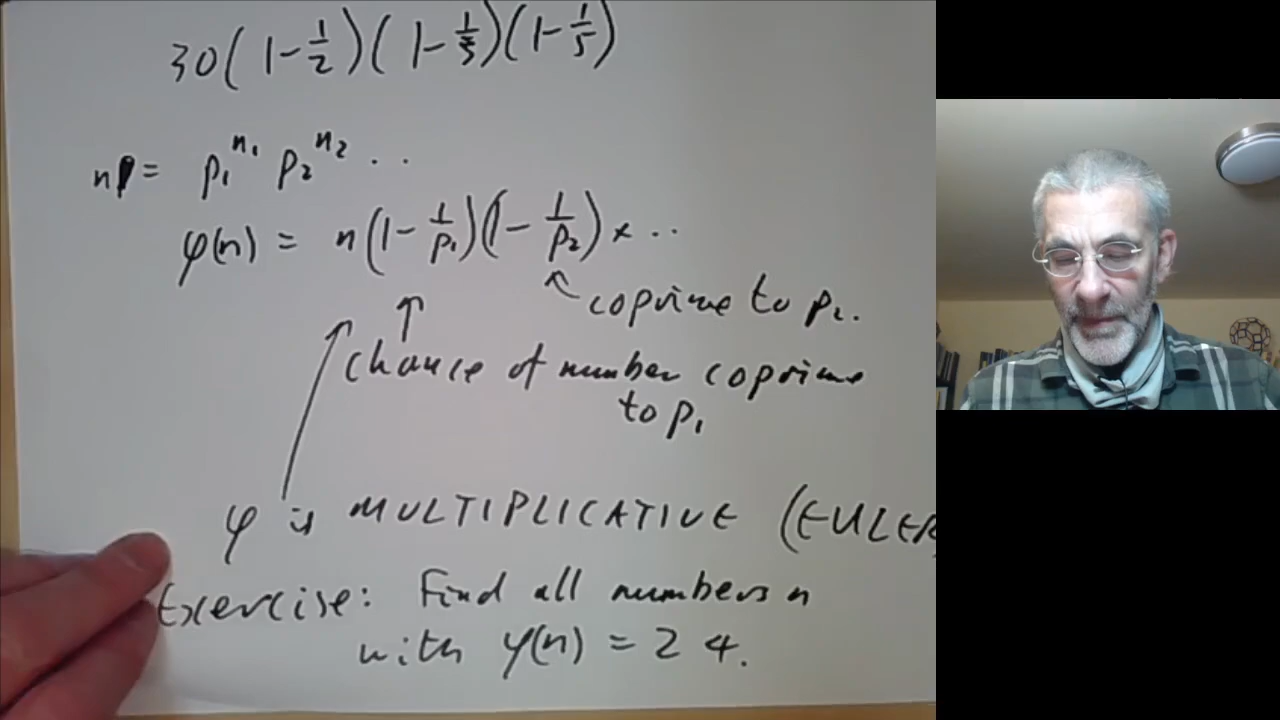 30(1-1/2)(1-1/3)(1-1/5)
n = p₁^n₁ p₂^n₂ ..
φ(n) = n(1-1/p₁)(1-1/p₂)× ..
coprime to p₂.
chance of number coprime
to p₁
φ is MULTIPLICATIVE (EULER
Exercise: Find all numbers n
with φ(n) = 24.